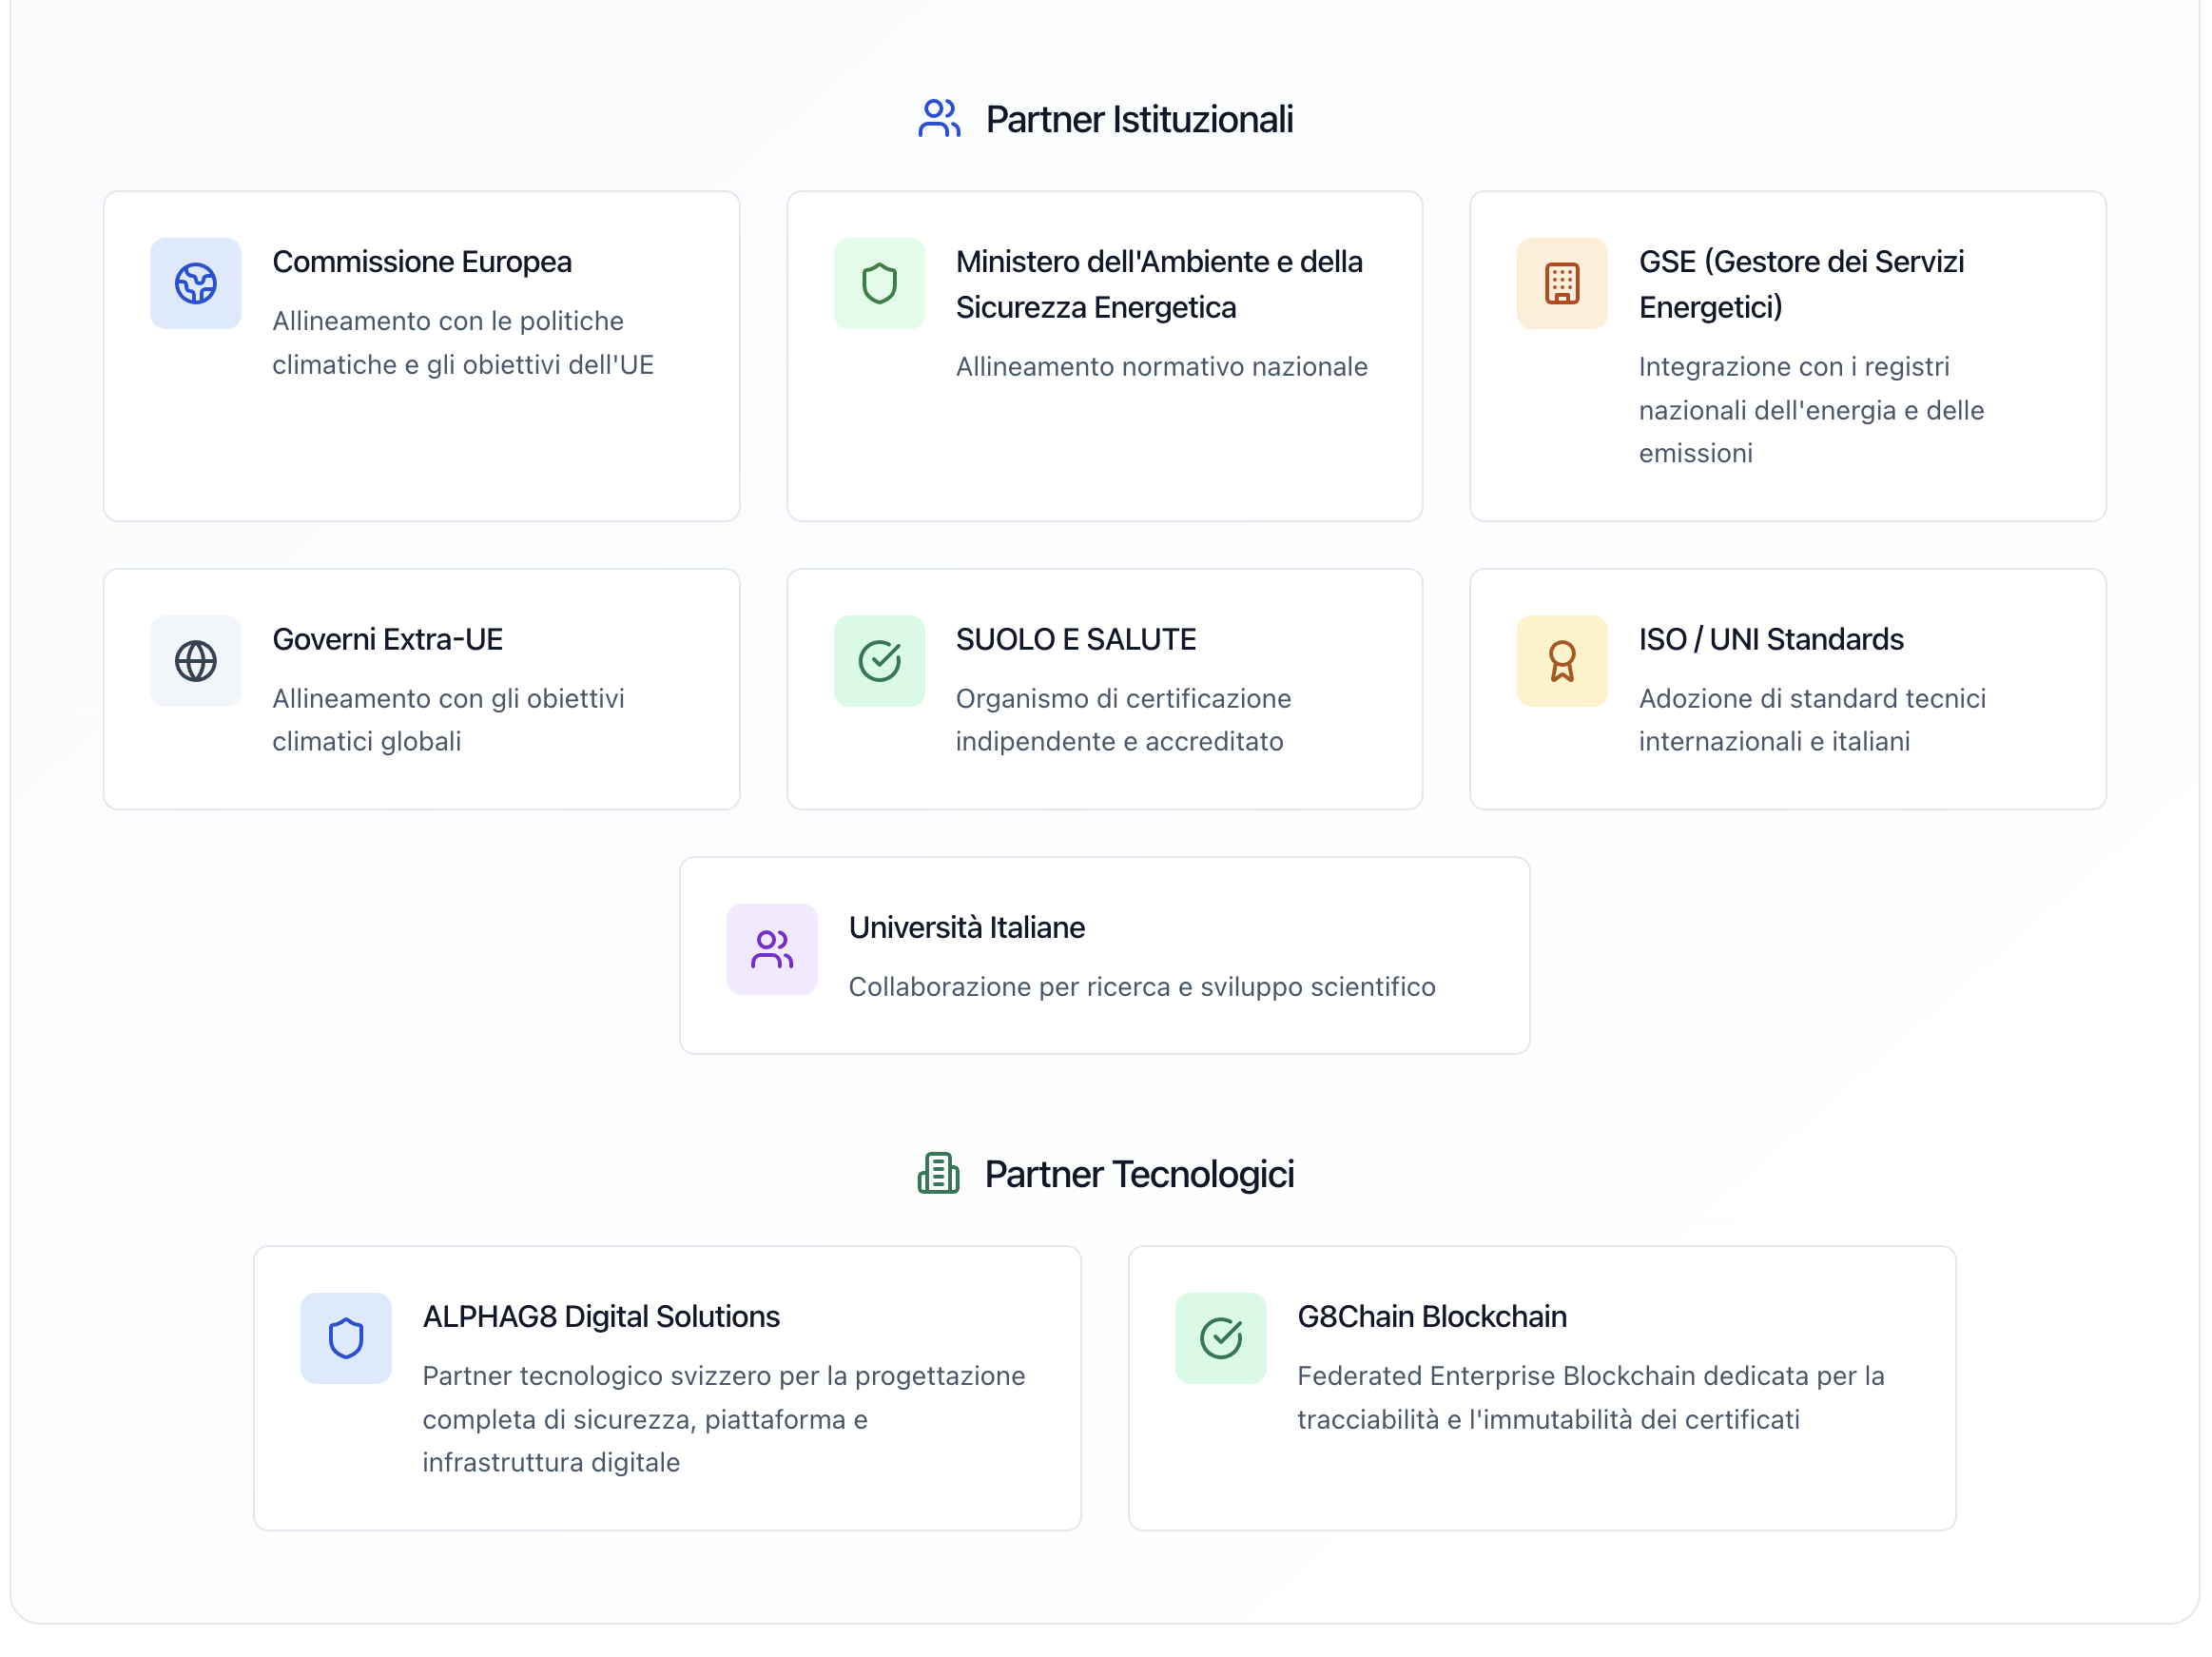 Partner Istituzionali
Commissione Europea
Allineamento con le politiche
climatiche e gli obiettivi dell'UE
Ministero dell'Ambiente e della
Sicurezza Energetica
Allineamento normativo nazionale
GSE (Gestore dei Servizi
Energetici)
Integrazione con i registri
nazionali dell'energia e delle
emissioni
Governi Extra-UE
Allineamento con gli obiettivi
climatici globali
SUOLO E SALUTE
Organismo di certificazione
indipendente e accreditato
ISO / UNI Standards
Adozione di standard tecnici
internazionali e italiani
Università Italiane
Collaborazione per ricerca e sviluppo scientifico
Partner Tecnologici
ALPHAG8 Digital Solutions
Partner tecnologico svizzero per la progettazione
completa di sicurezza, piattaforma e
infrastruttura digitale
G8Chain Blockchain
Federated Enterprise Blockchain dedicata per la
tracciabilità e l'immutabilità dei certificati